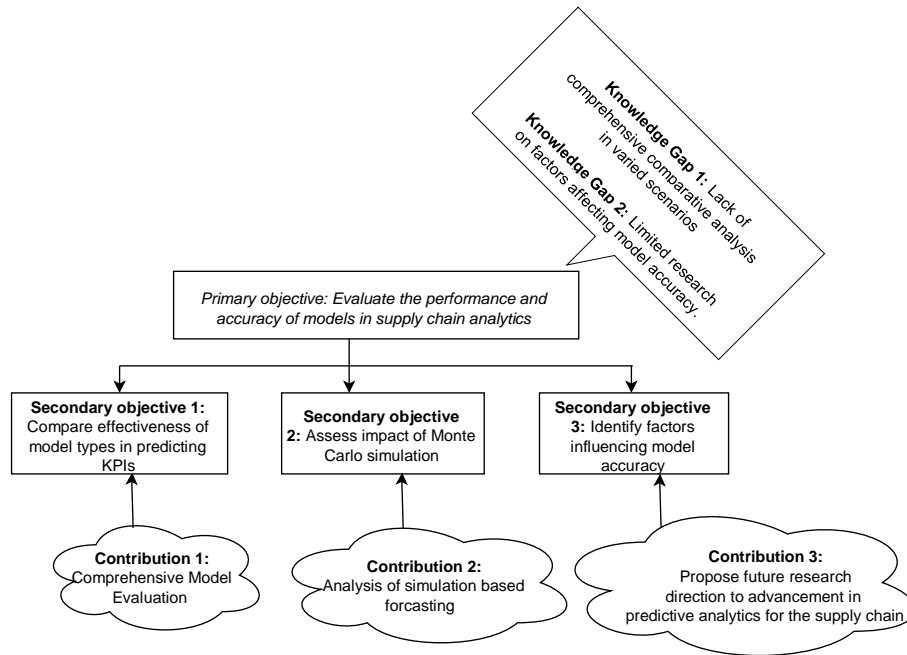 Knowledge Gap 1: Lack of
comprehensive comparative analysis
in varied scenarios
Knowledge Gap 2: Limited research
on factors affecting model accuracy.
Primary objective: Evaluate the performance and
accuracy of models in supply chain analytics
Secondary objective 1:
Compare effectiveness of
model types in predicting
KPIs
Secondary objective
2: Assess impact of Monte
Carlo simulation
Secondary objective
3: Identify factors
influencing model
accuracy
Contribution 1:
Comprehensive Model
Evaluation
Contribution 2:
Analysis of simulation based
forcasting
Contribution 3:
Propose future research
direction to advancement in
predictive analytics for the supply chain